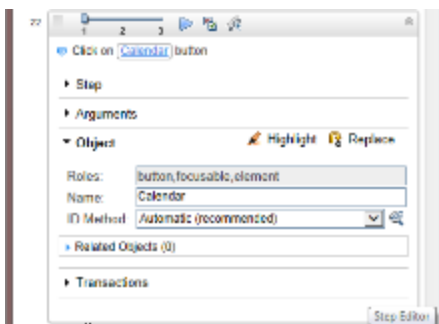 22
1 2 3
Click on Calendar button
Step
Arguments
Object Highlight Replace
Roles: button,focusable,element
Name: Calendar
ID Method Automatic (recommended)
Related Objects (0)
Transactions
Step Editor